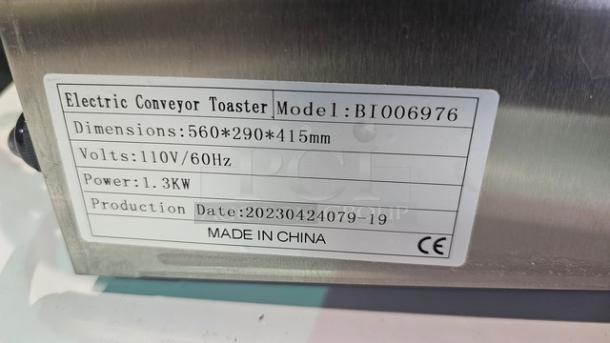 Electric Conveyor Toaster Model:BI006976
Dimensions:560*290*415mm
Volts:110V/60Hz
Power:1.3KW
Production Date:20230424079-19
MADE IN CHINA CE
PCI